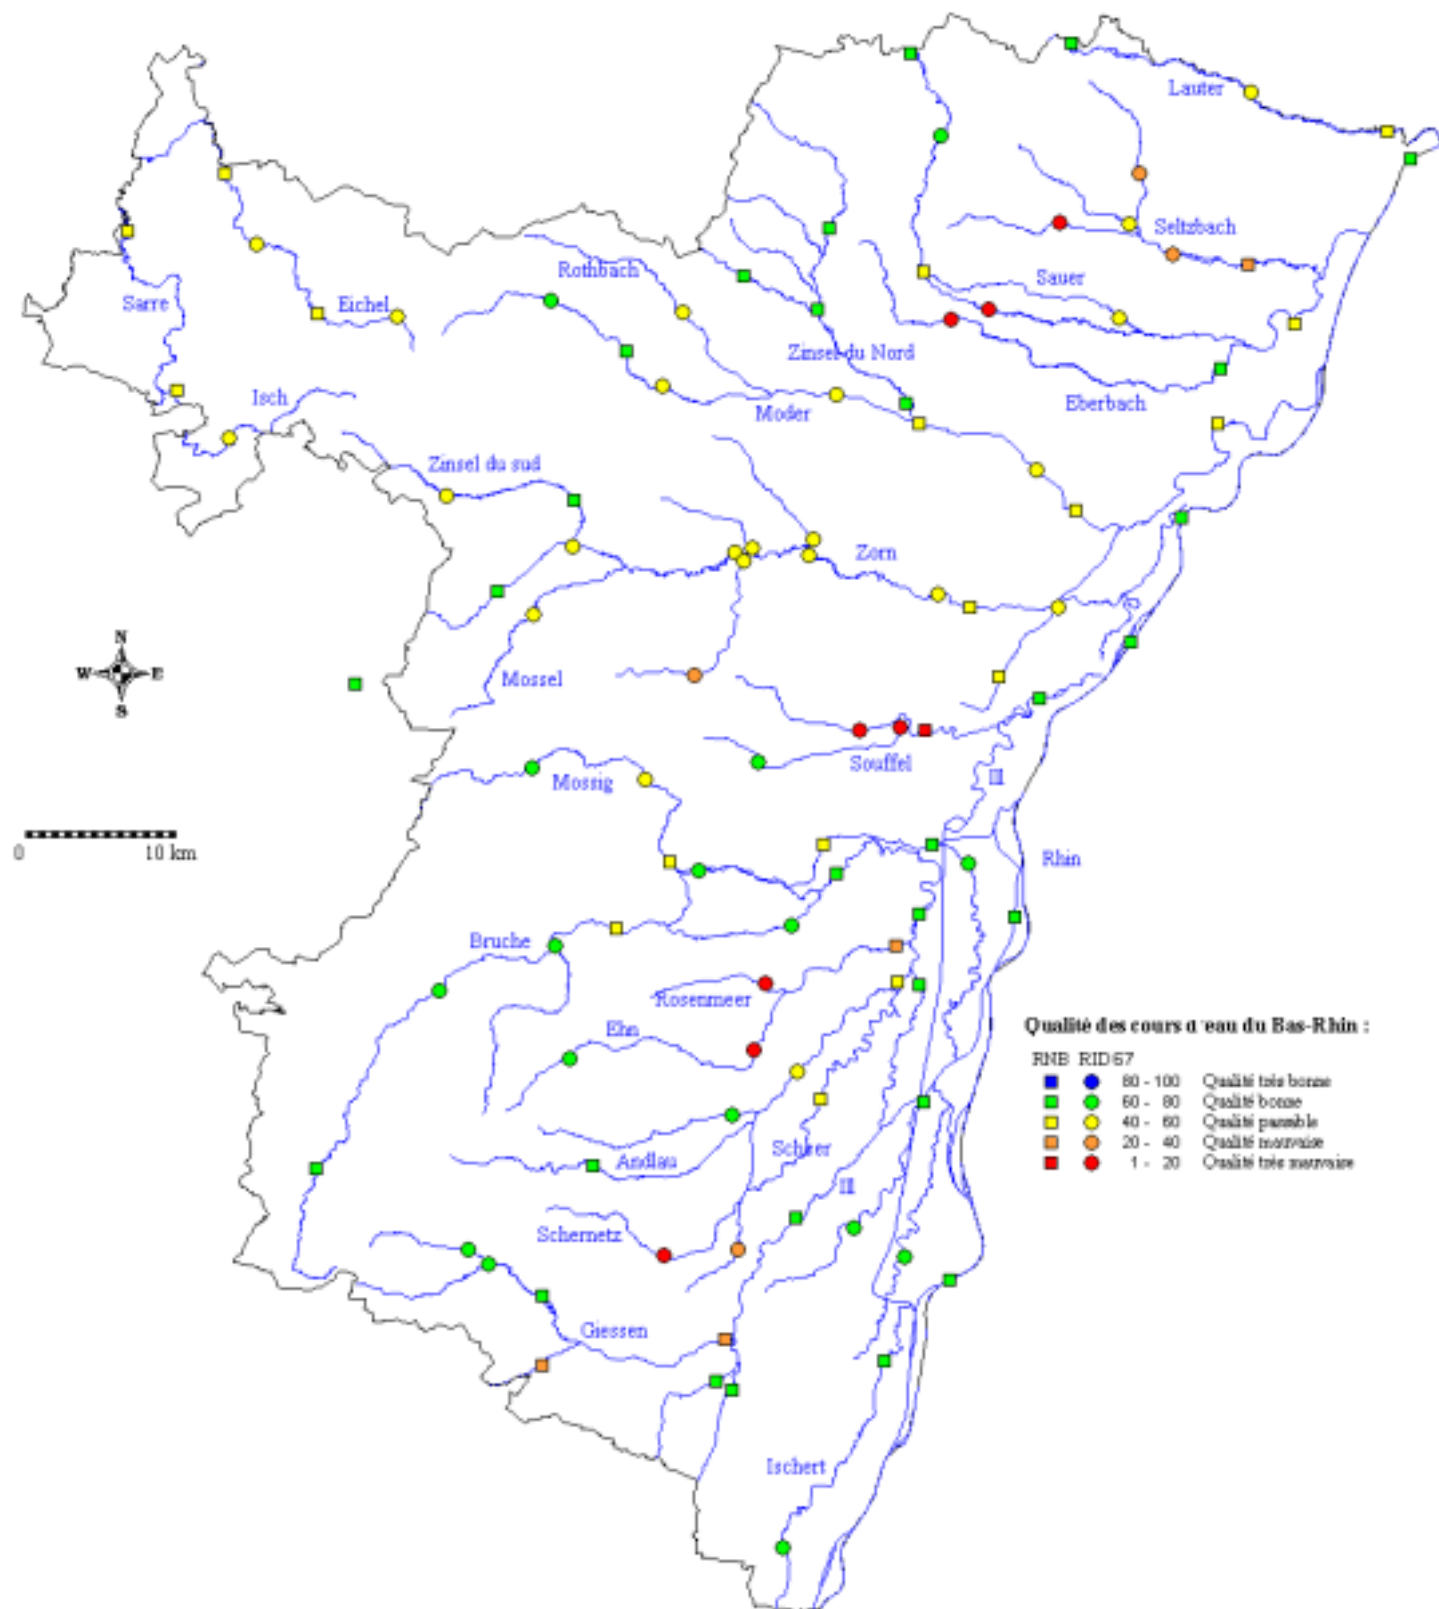 Lauter
Seltzbach
Rothbach
Sauer
Sarre
Eichel
Zinsel du Nord
Isch
Moder
Eberbach
Zinsel du sud
Zorn
N
W E
S
Mossel
Souffel
Mossig
Ill
0 10 km
Rhin
Bruche
Rosenmeer
Ehn
Qualité des cours d'eau du Bas-Rhin :
RNB RID 67
80 - 100 Qualité très bonne
60 - 80 Qualité bonne
40 - 60 Qualité passable
20 - 40 Qualité mauvaise
1 - 20 Qualité très mauvaise
Scheer
Andlau
Ill
Schernetz
Giessen
Ischert